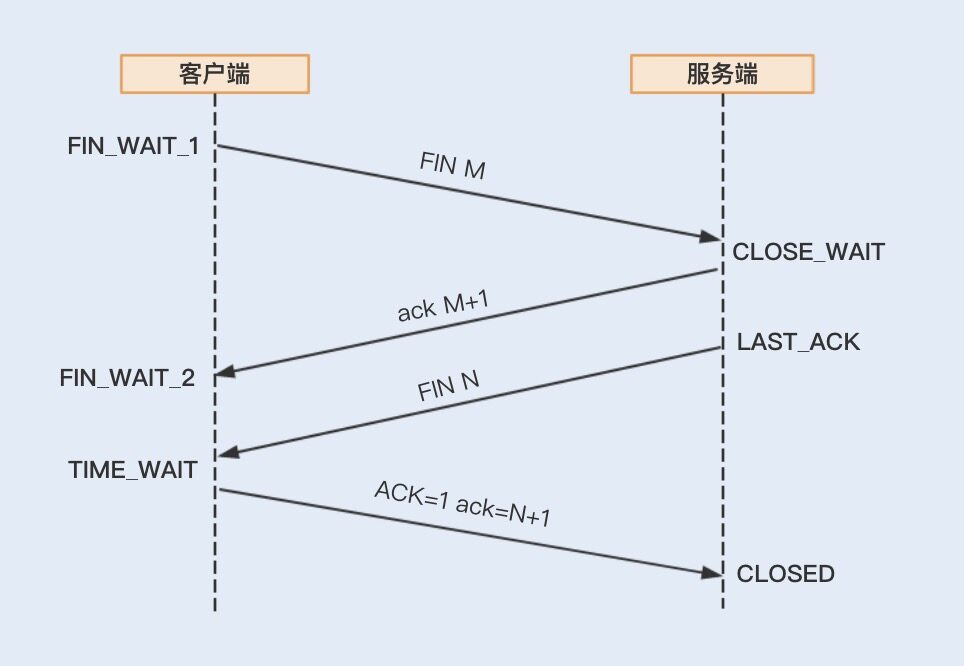 客户端
服务端
FIN_WAIT_1
FIN M
CLOSE_WAIT
ack M+1
LAST_ACK
FIN_WAIT_2
FIN N
TIME_WAIT
ACK=1 ack=N+1
CLOSED